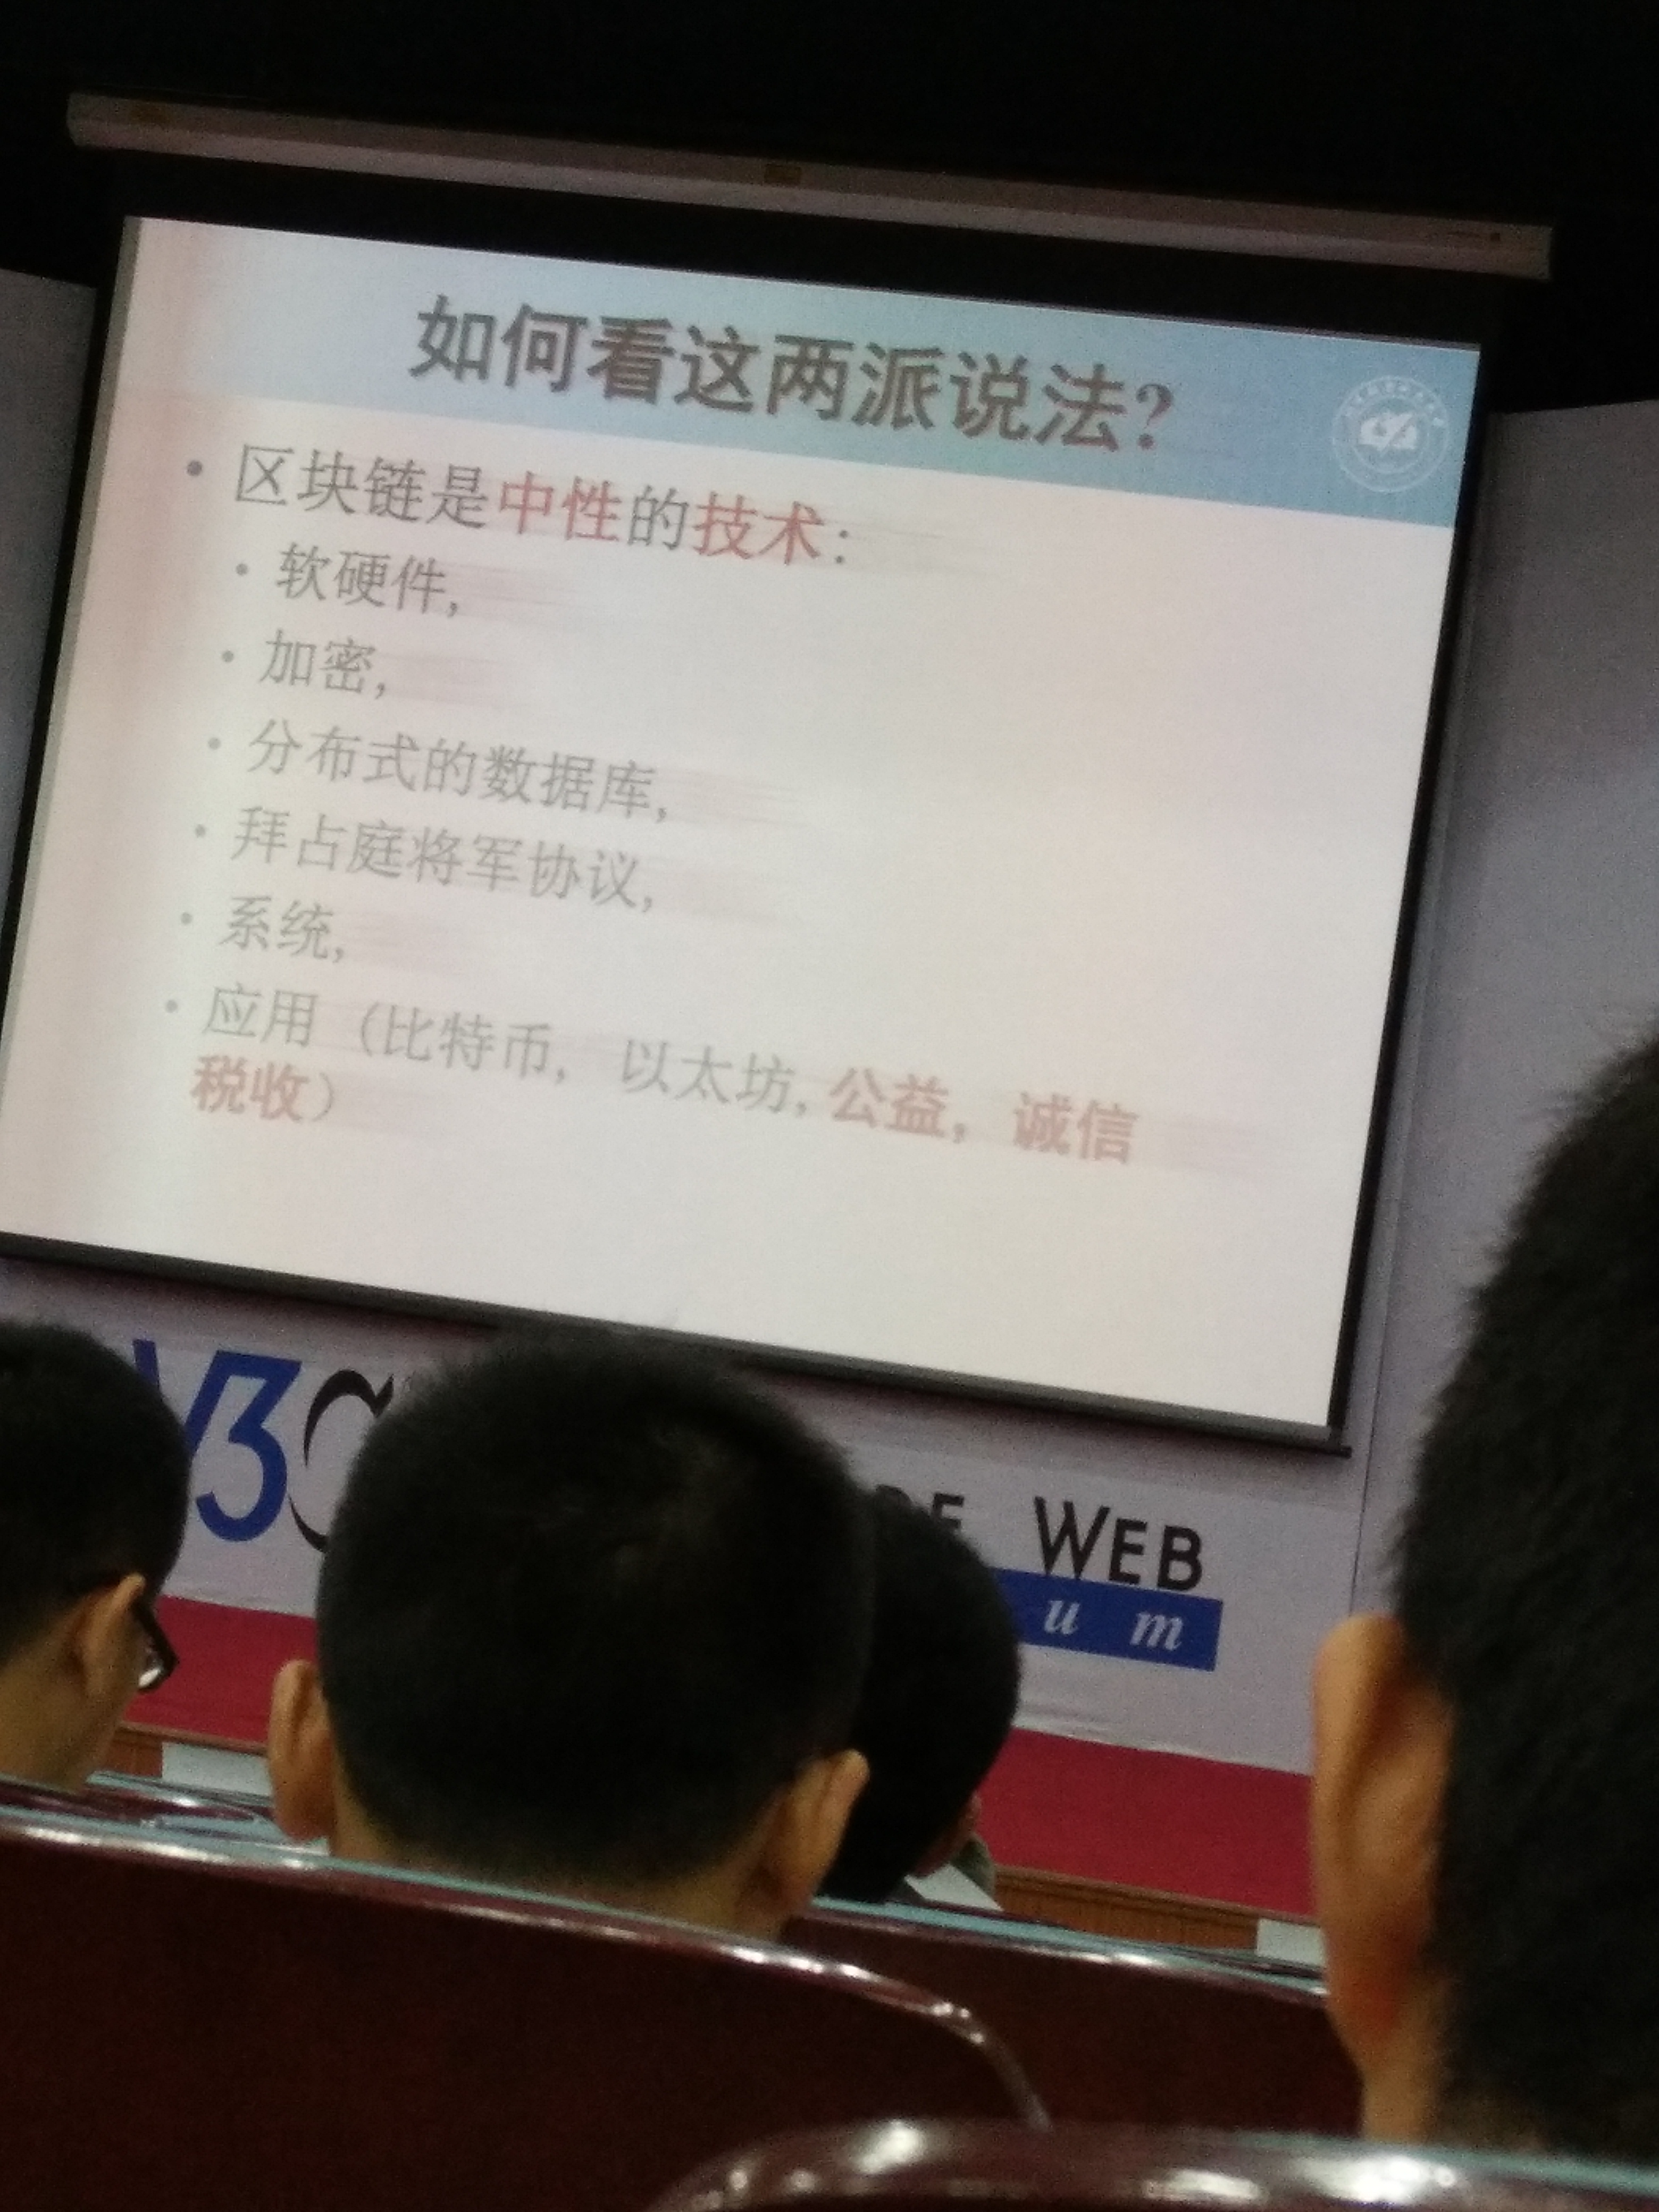 如何看这两派说法?
• 区块链是中性的技术:
• 软硬件,
• 加密,
• 分布式的数据库,
• 拜占庭将军协议,
• 系统,
• 应用（比特币, 以太坊, 公益, 诚信
税收）
WEB
u m